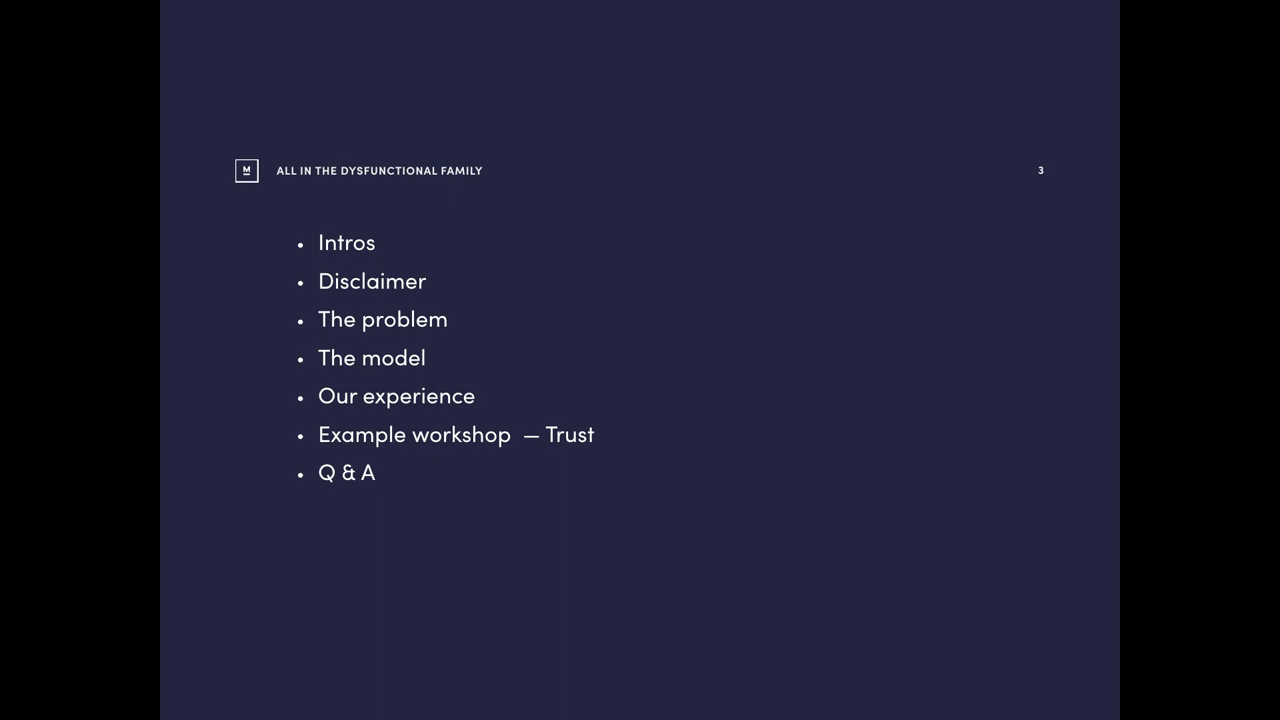 M
ALL IN THE DYSFUNCTIONAL FAMILY
3
• Intros
• Disclaimer
• The problem
• The model
• Our experience
• Example workshop — Trust
• Q & A